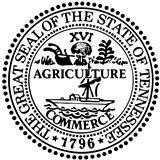 THE GREAT SEAL OF THE STATE OF TENNESSEE
XVI
AGRICULTURE
COMMERCE
1796